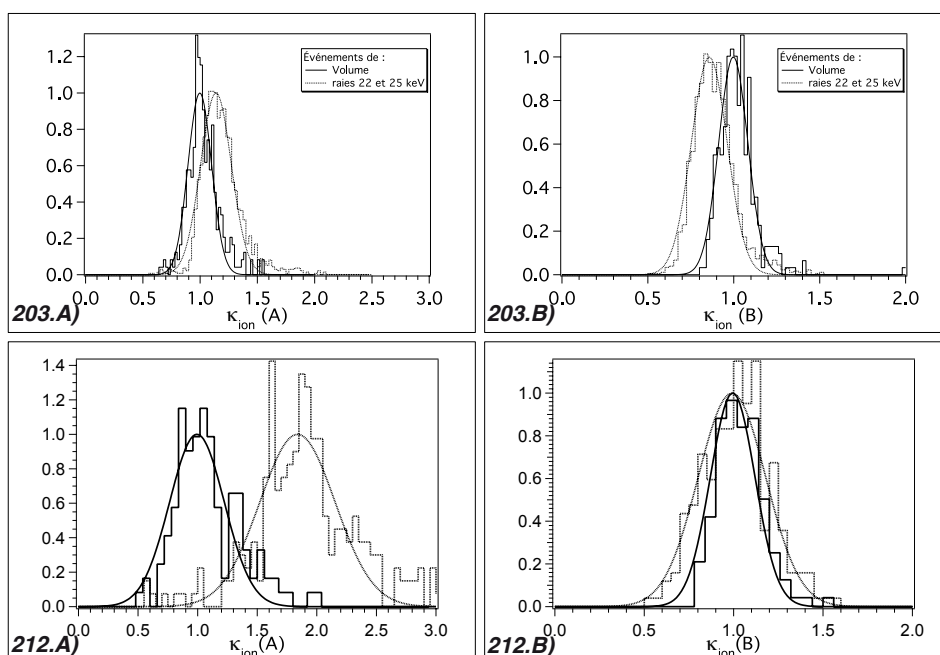 1.2
1.0
0.8
0.6
0.4
0.2
0.0
Événements de :
Volume
raies 22 et 25 keV
0.0 0.5 1.0 1.5 2.0 2.5 3.0
κion (A)
203.A)
1.0
0.8
0.6
0.4
0.2
0.0
Événements de :
Volume
raies 22 et 25 keV
0.0 0.5 1.0 1.5 2.0
κion (B)
203.B)
1.4
1.2
1.0
0.8
0.6
0.4
0.2
0.0
0.0 0.5 1.0 1.5 2.0 2.5 3.0
κion(A)
212.A)
1.0
0.8
0.6
0.4
0.2
0.0
0.0 0.5 1.0 1.5 2.0
κion(B)
212.B)